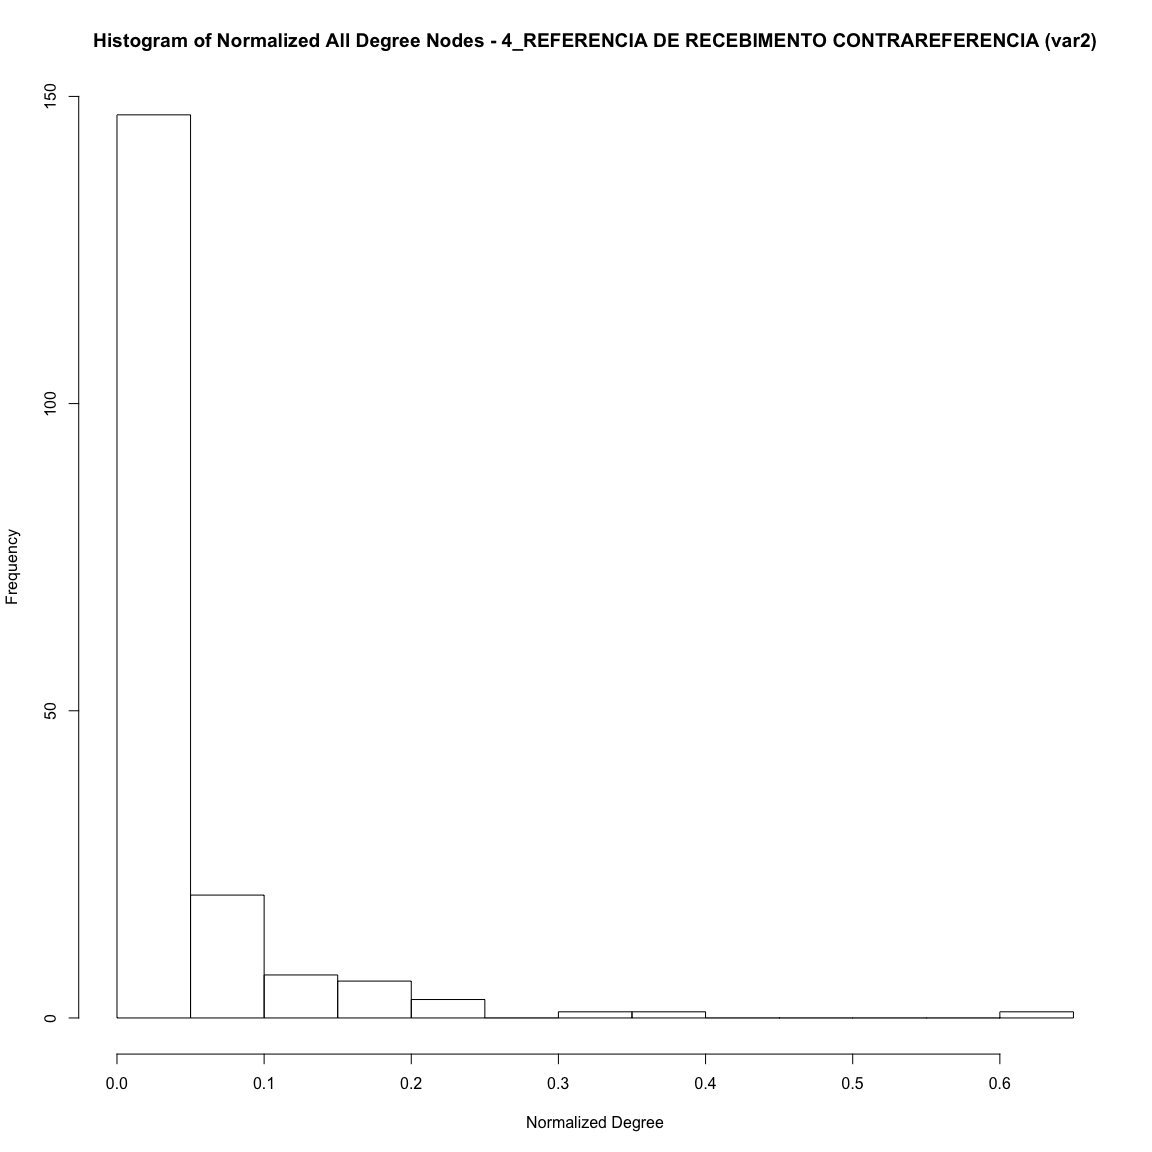 Histogram of Normalized All Degree Nodes - 4_REFERENCIA DE RECEBIMENTO CONTRAREFERENCIA (var2)
150
100
50
0
Frequency
0.0 0.1 0.2 0.3 0.4 0.5 0.6
Normalized Degree